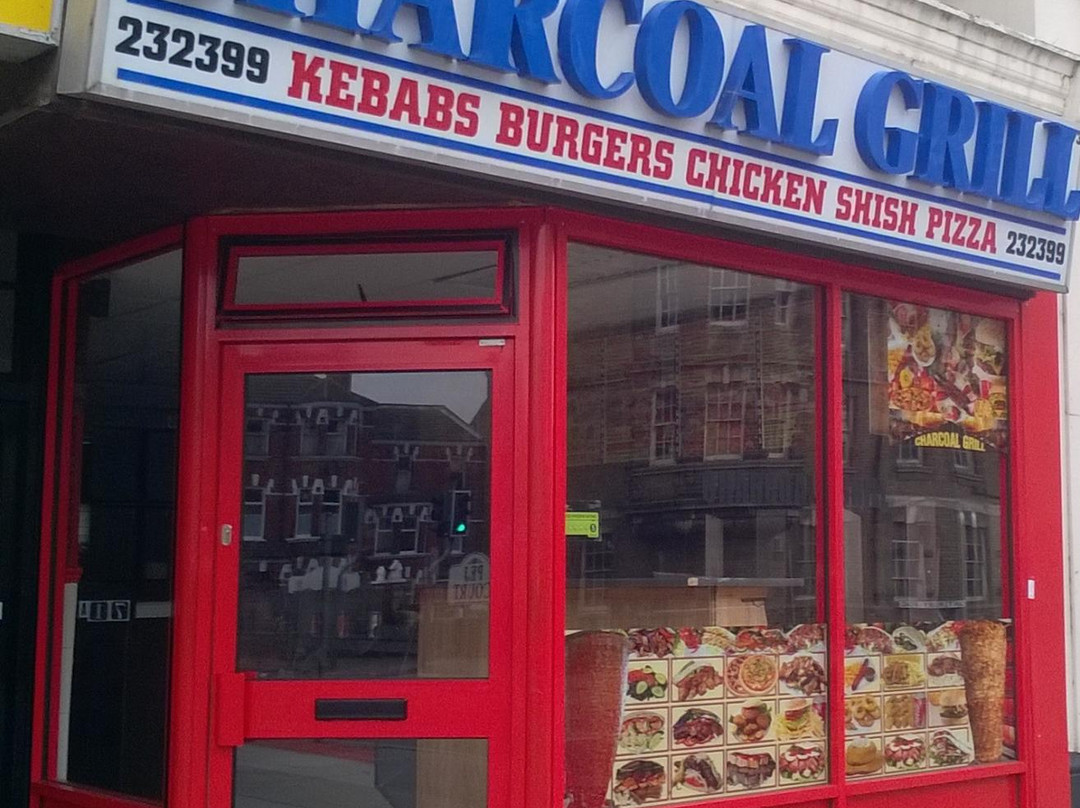 CHARCOAL GRILL
232399 KEBABS BURGERS CHICKEN SHISH PIZZA 232399
CHARCOAL GRILL